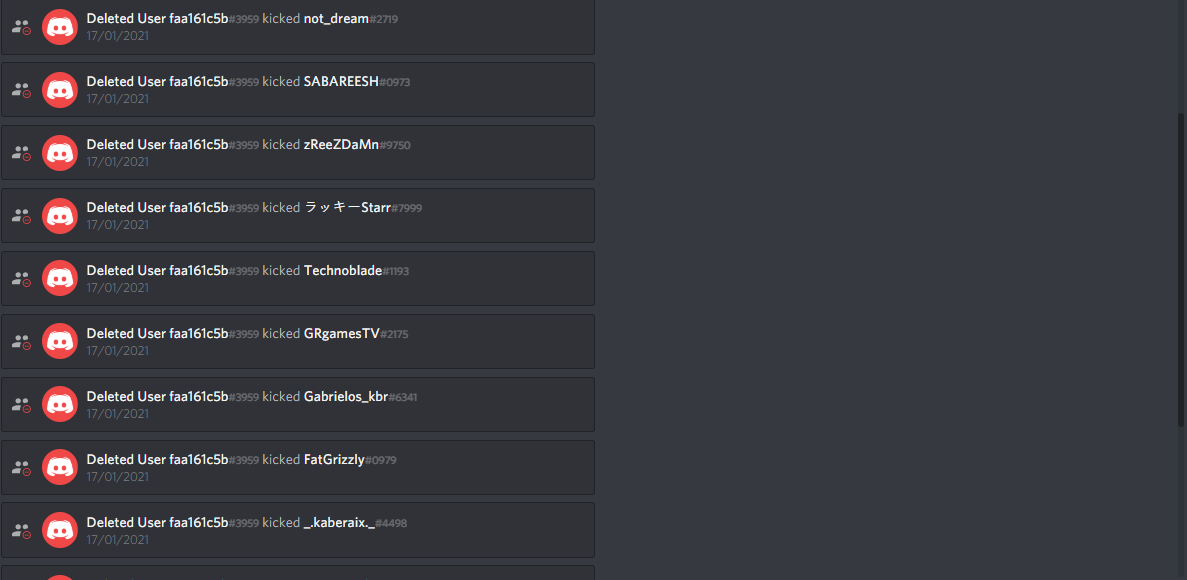 Deleted User faa161c5b#3959 kicked not_dream#2719
17/01/2021
Deleted User faa161c5b#3959 kicked SABAREESH#0973
17/01/2021
Deleted User faa161c5b#3959 kicked zReeZDaMn#9750
17/01/2021
Deleted User faa161c5b#3959 kicked ラッキーStarr#7999
17/01/2021
Deleted User faa161c5b#3959 kicked Technoblade#1193
17/01/2021
Deleted User faa161c5b#3959 kicked GRgamesTV#2175
17/01/2021
Deleted User faa161c5b#3959 kicked Gabrielos_kbr#6341
17/01/2021
Deleted User faa161c5b#3959 kicked FatGrizzly#0979
17/01/2021
Deleted User faa161c5b#3959 kicked _.kaberaix._#4498
17/01/2021